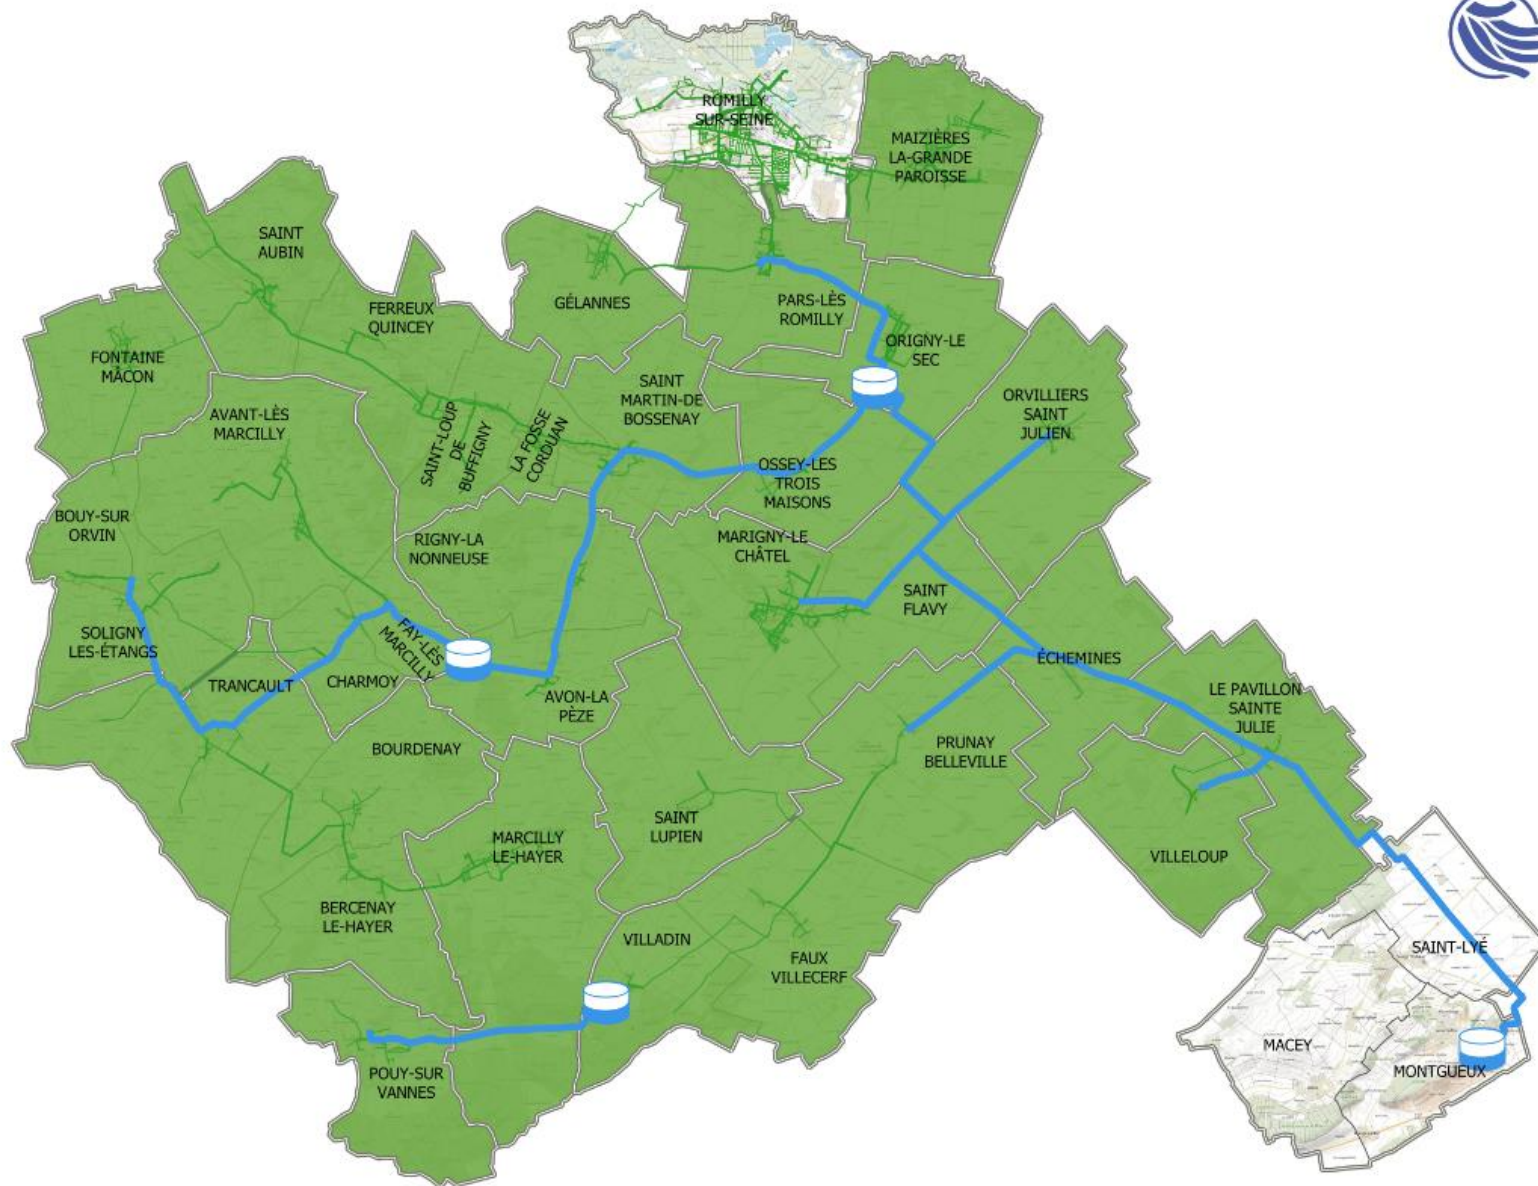 ROMILLY
SUR-SEINE
MAIZIÈRES
LA-GRANDE
PAROISSE
SAINT
AUBIN
FERREUX
QUINCEY
GÉLANNES
PARS-LÈS
ROMILLY
ORIGNY-LE
SEC
FONTAINE
MÂCON
AVANT-LÈS
MARCILLY
SAINT-LOUP
DE
BUFFIGNY
LA FOSSE
CORDUAN
SAINT
MARTIN-DE
BOSSENAY
ORVILLIERS
SAINT
JULIEN
OSSEY-LES
TROIS
MAISONS
BOUY-SUR
ORVIN
RIGNY-LA
NONNEUSE
MARIGNY-LE
CHÂTEL
SAINT
FLAVY
SOLIGNY
LES-ÉTANGS
TRANCAULT
CHARMOY
FAY-LÈS
MARCILLY
AVON-LA
PÈZE
ÉCHEMINES
LE PAVILLON
SAINTE
JULIE
BOURDENAY
PRUNAY
BELLEVILLE
MARCILLY
LE-HAYER
SAINT
LUPIEN
VILLELOUP
BERCENAY
LE-HAYER
VILLADIN
FAUX
VILLECERF
SAINT-LYÉ
MACEY
MONTGUEUX
POUY-SUR
VANNES